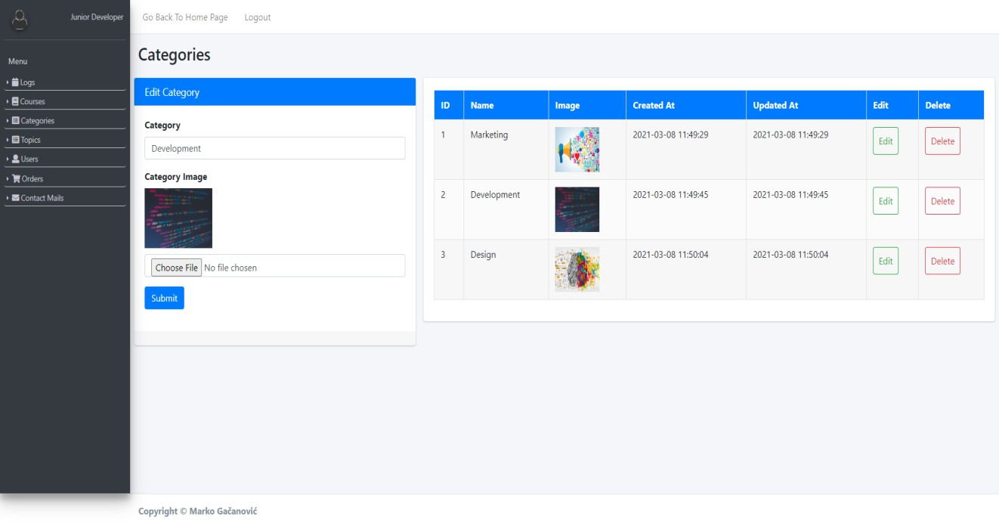 Junior Developer
Go Back To Home Page Logout
Menu
Logs
Courses
Categories
Topics
Users
Orders
Contact Mails
Categories
Edit Category
Category
Development
Category Image
Choose File No file chosen
Submit
ID Name Image Created At Updated At Edit Delete
1 Marketing 2021-03-08 11:49:29 2021-03-08 11:49:29 Edit Delete
2 Development 2021-03-08 11:49:45 2021-03-08 11:49:45 Edit Delete
3 Design 2021-03-08 11:50:04 2021-03-08 11:50:04 Edit Delete
Copyright © Marko Gačanović